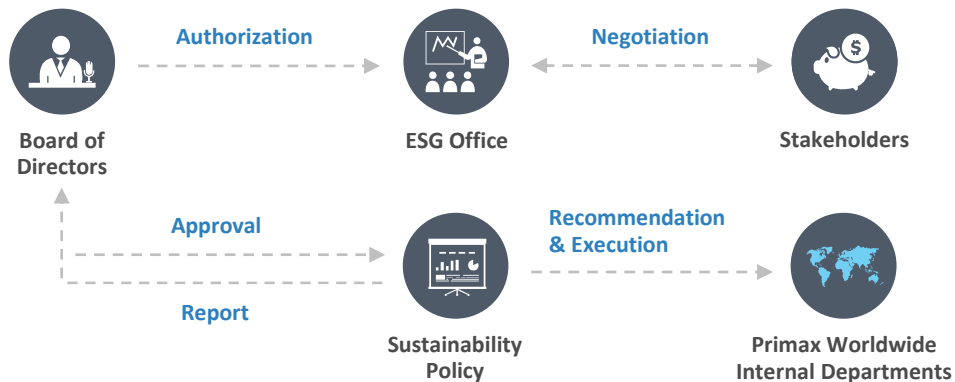 Authorization
Negotiation
$
Board of
Directors
ESG Office
Stakeholders
Approval
Recommendation
& Execution
Report
Sustainability
Policy
Primax Worldwide
Internal Departments